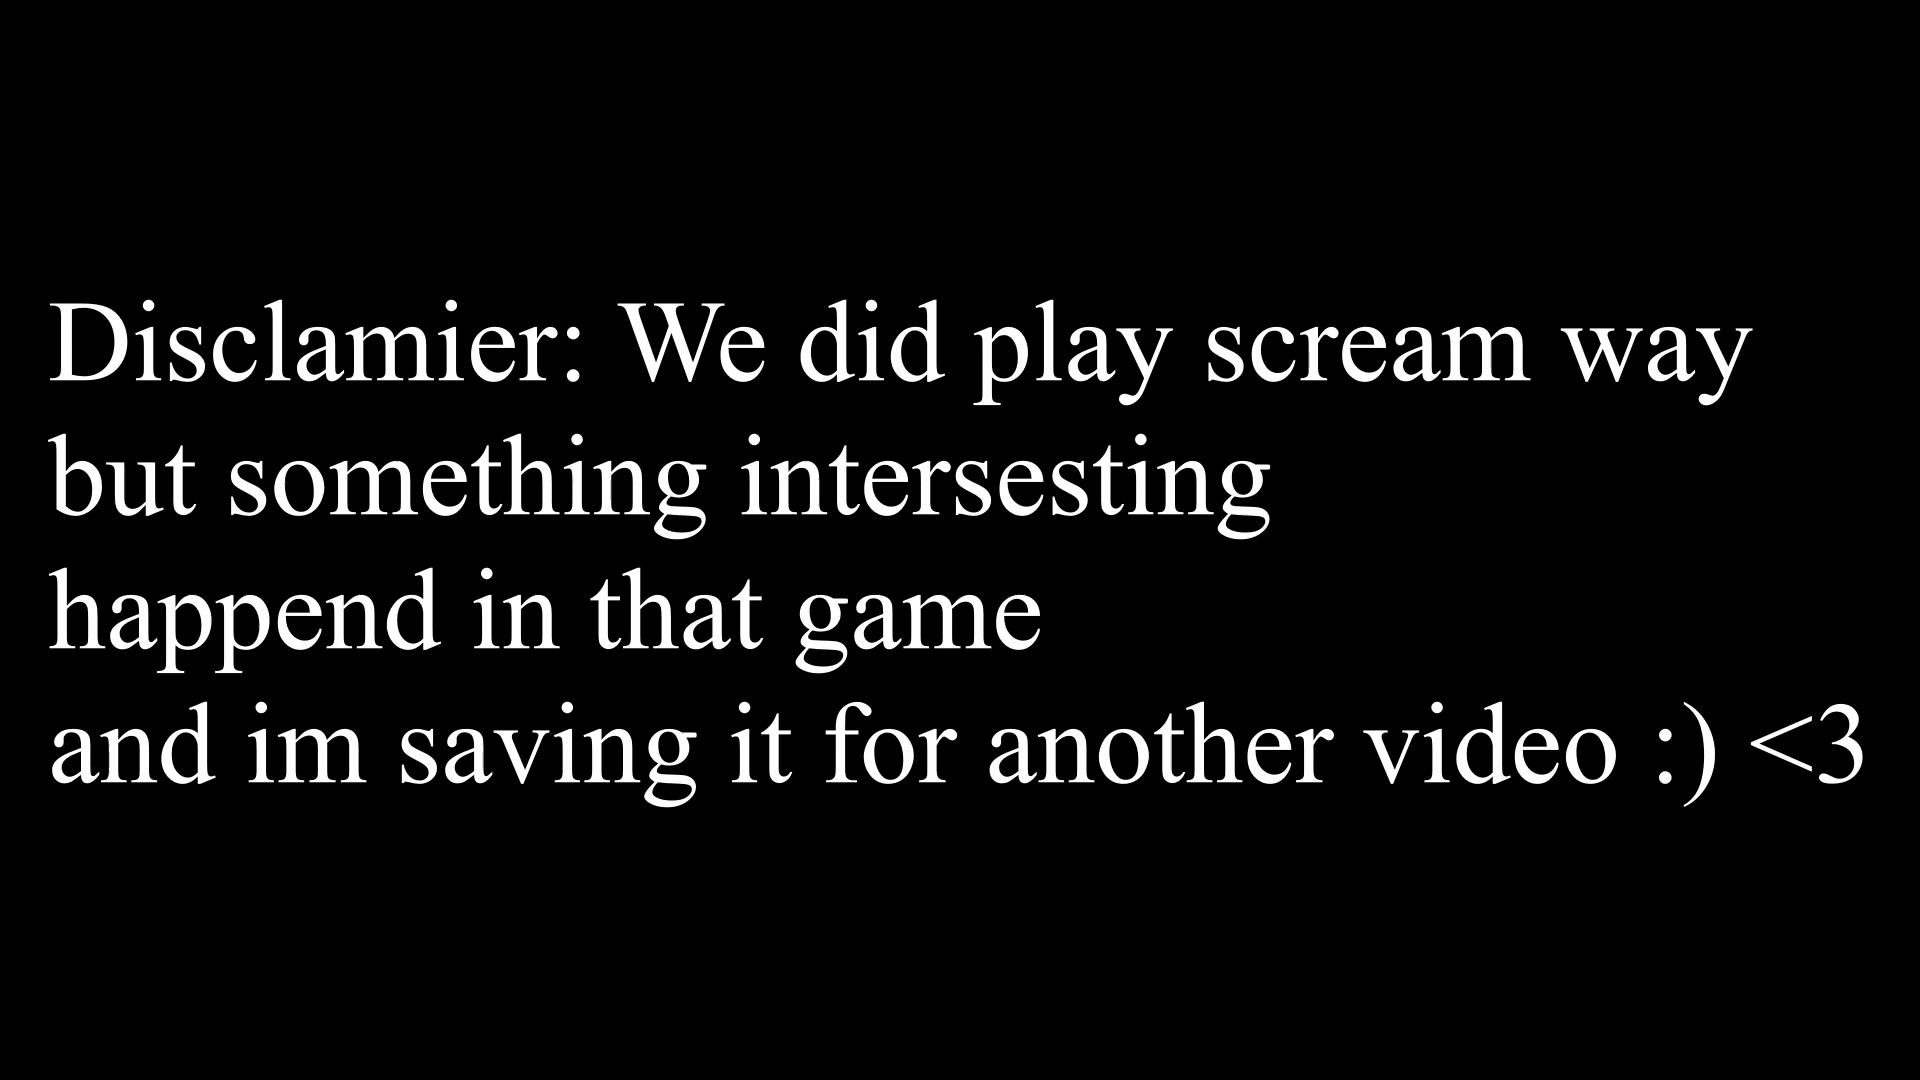 Disclamier: We did play scream way
but something intersesting
happend in that game
and im saving it for another video :) <3